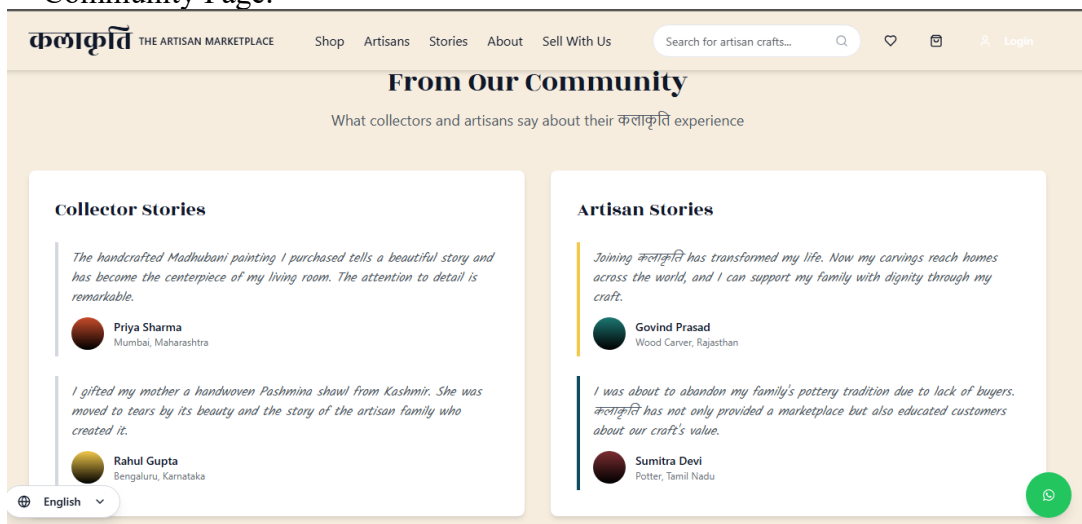 Community Page:
कलाकृति THE ARTISAN MARKETPLACE Shop Artisans Stories About Sell With Us Search for artisan crafts... Login
From Our Community
What collectors and artisans say about their कलाकृति experience
Collector Stories
The handcrafted Madhubani painting I purchased tells a beautiful story and
has become the centerpiece of my living room. The attention to detail is
remarkable.
Priya Sharma
Mumbai, Maharashtra
I gifted my mother a handwoven Pashmina shawl from Kashmir. She was
moved to tears by its beauty and the story of the artisan family who
created it.
Rahul Gupta
Bengaluru, Karnataka
Artisan Stories
Joining कलाकृति has transformed my life. Now my carvings reach homes
across the world, and I can support my family with dignity through my
craft.
Govind Prasad
Wood Carver, Rajasthan
I was about to abandon my family's pottery tradition due to lack of buyers.
कलाकृति has not only provided a marketplace but also educated customers
about our craft's value.
Sumitra Devi
Potter, Tamil Nadu
English